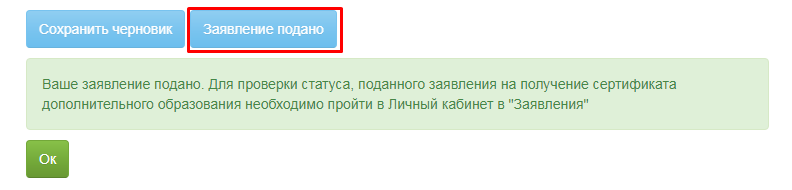 Сохранить черновик Заявление подано
Ваше заявление подано. Для проверки статуса, поданного заявления на получение сертификата
дополнительного образования необходимо пройти в Личный кабинет в "Заявления"
Ок